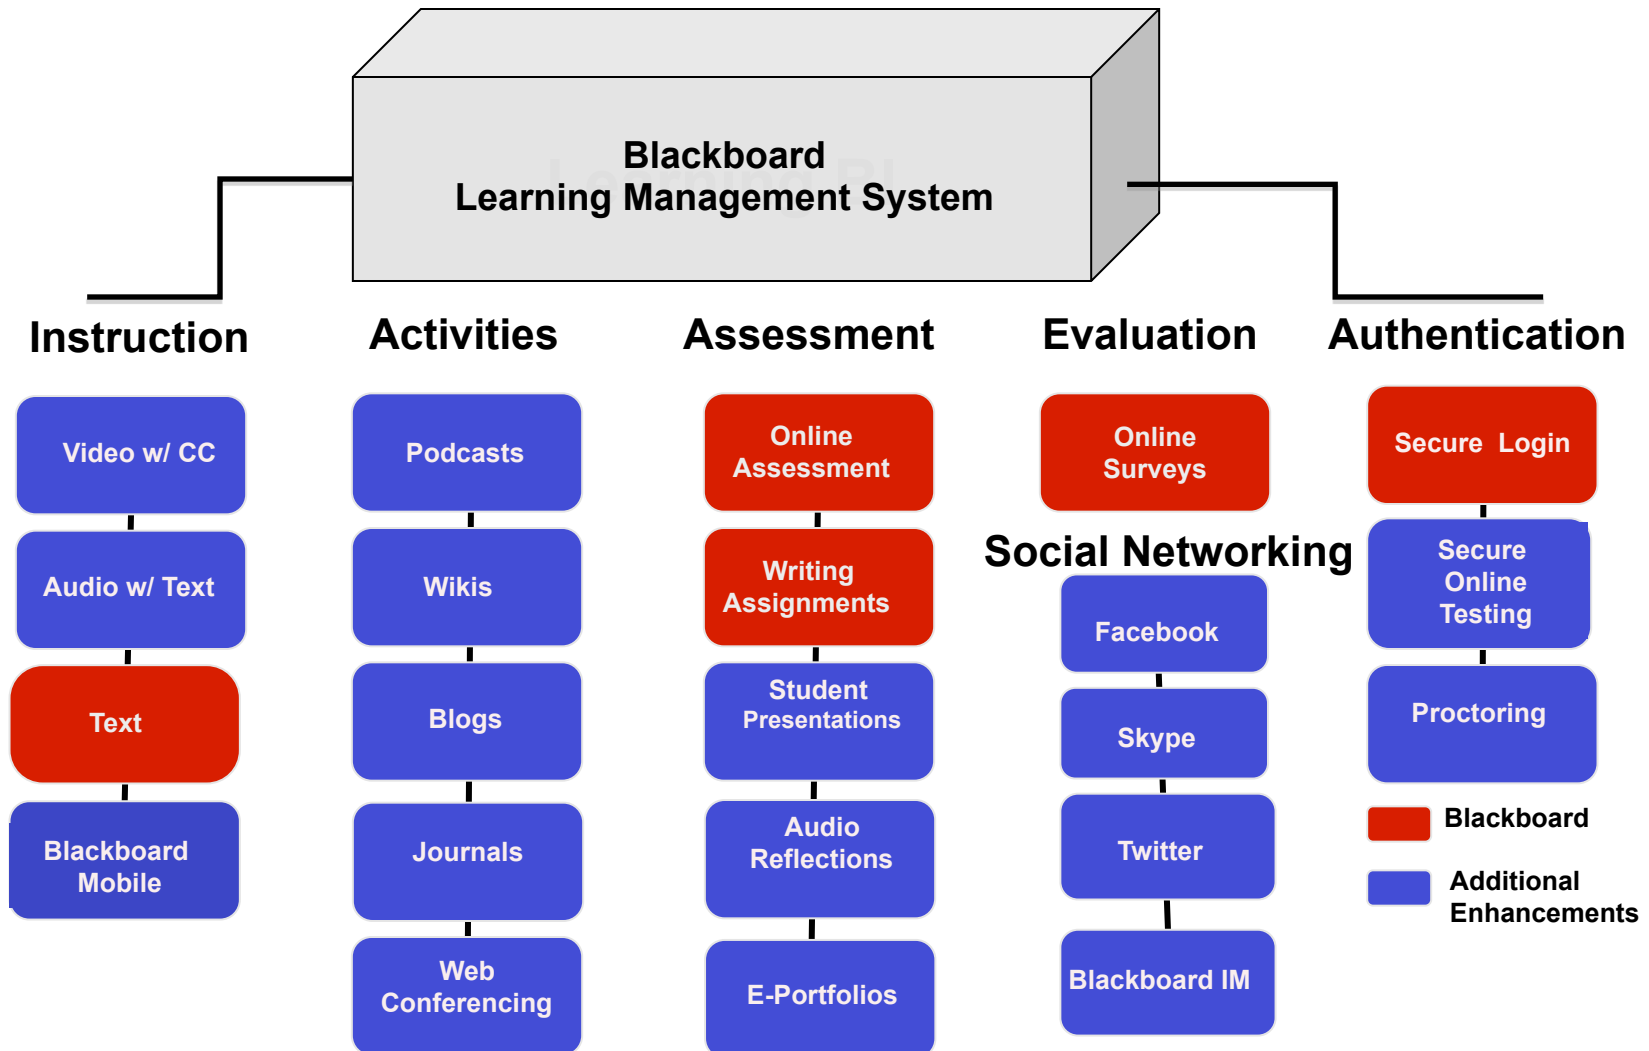 Blackboard
Learning Management System
Instruction
Video w/ CC
Audio w/ Text
Text
Blackboard
Mobile
Activities
Podcasts
Wikis
Blogs
Journals
Web
Conferencing
Assessment
Online
Assessment
Writing
Assignments
Student
Presentations
Audio
Reflections
E-Portfolios
Evaluation
Online
Surveys
Social Networking
Facebook
Skype
Twitter
Blackboard IM
Authentication
Secure Login
Secure
Online
Testing
Proctoring
Blackboard
Additional
Enhancements